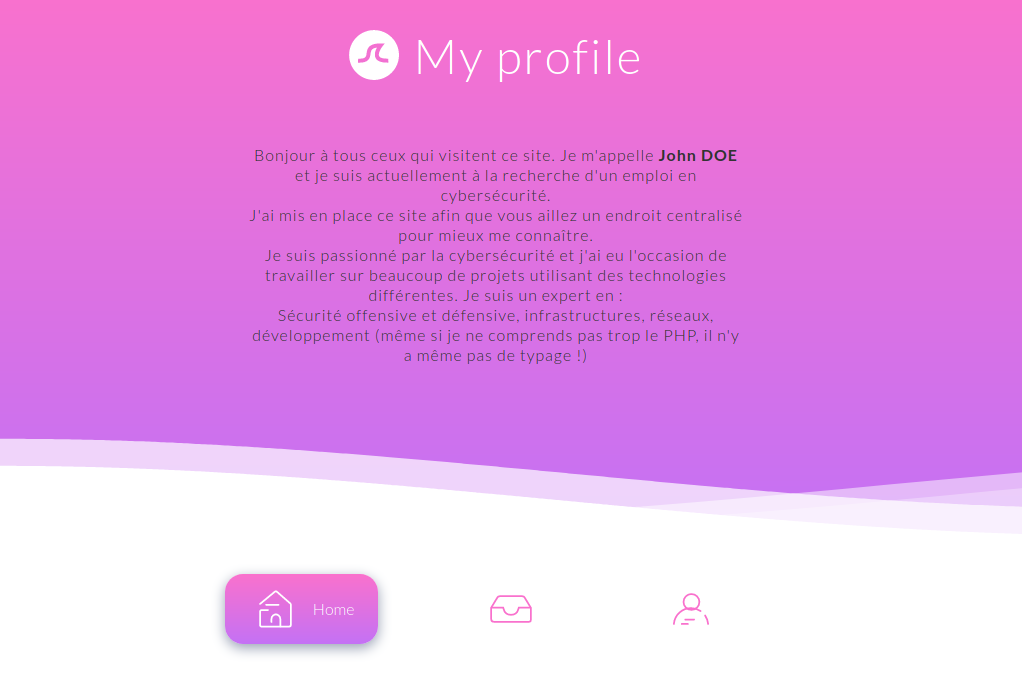 My profile
Bonjour à tous ceux qui visitent ce site. Je m'appelle John DOE
et je suis actuellement à la recherche d'un emploi en
cybersécurité.
J'ai mis en place ce site afin que vous aillez un endroit centralisé
pour mieux me connaître.
Je suis passionné par la cybersécurité et j'ai eu l'occasion de
travailler sur beaucoup de projets utilisant des technologies
différentes. Je suis un expert en :
Sécurité offensive et défensive, infrastructures, réseaux,
développement (même si je ne comprends pas trop le PHP, il n'y
a même pas de typage !)
Home